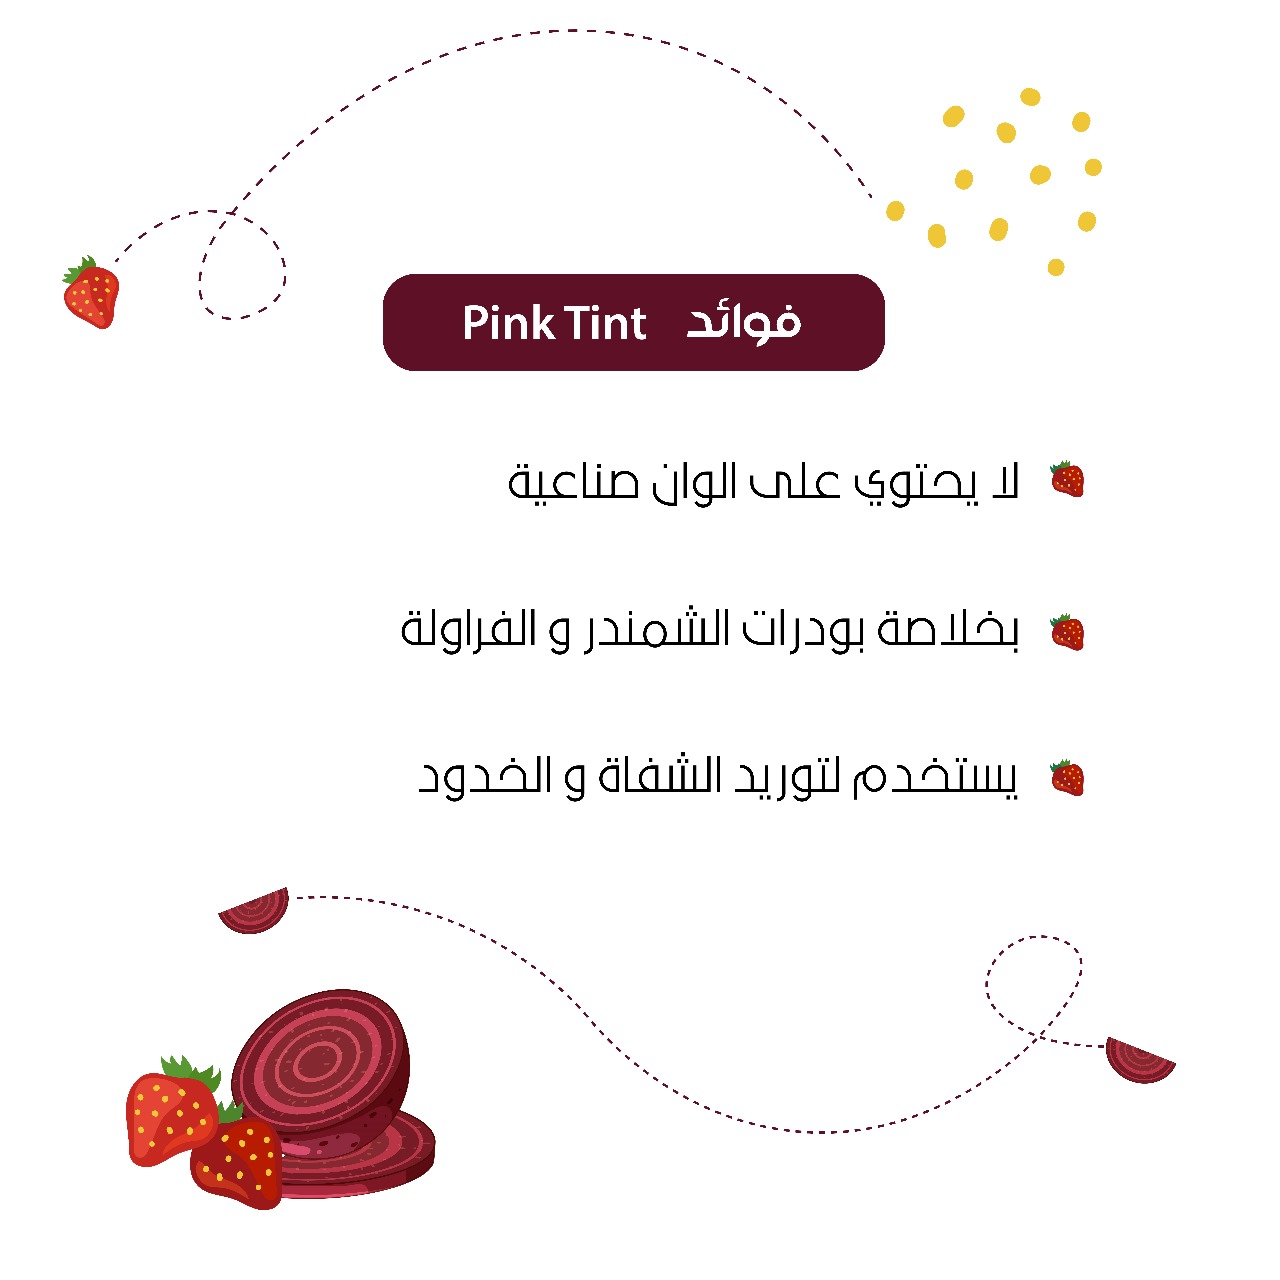 فوائد Pink Tint
لا يحتوي على الوان صناعية
بخلاصة بودرات الشمندر و الفراولة
يستخدم لتوريد الشفاة و الخدود